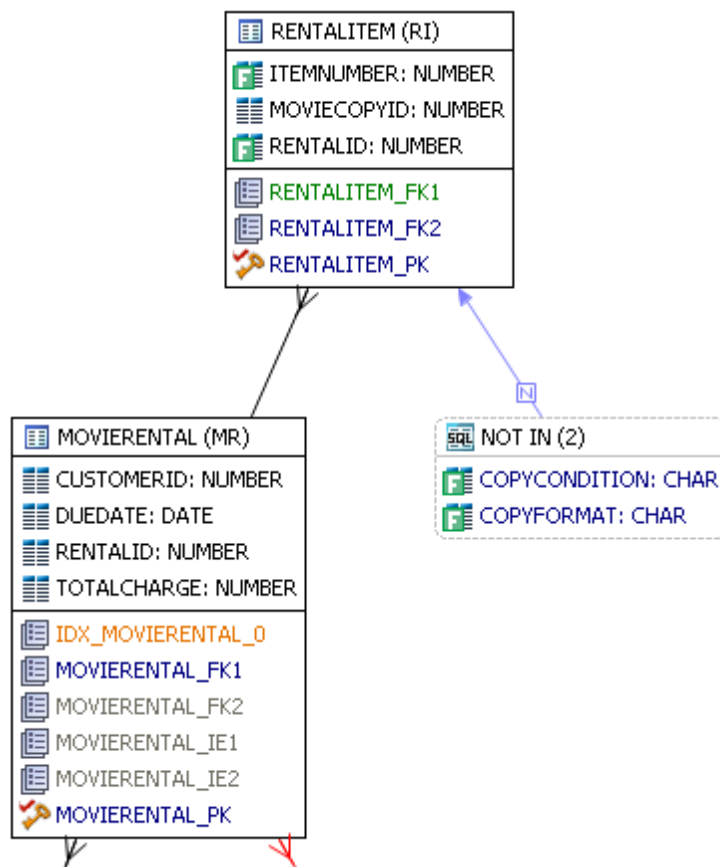 RENTALITEM (RI)
ITEMNUMBER: NUMBER
MOVIECOPYID: NUMBER
RENTALID: NUMBER
RENTALITEM_FK1
RENTALITEM_FK2
RENTALITEM_PK
N
MOVIERENTAL (MR)
CUSTOMERID: NUMBER
DUEDATE: DATE
RENTALID: NUMBER
TOTALCHARGE: NUMBER
IDX_MOVIERENTAL_0
MOVIERENTAL_FK1
MOVIERENTAL_FK2
MOVIERENTAL_IE1
MOVIERENTAL_IE2
MOVIERENTAL_PK
SQL NOT IN (2)
F COPYCONDITION: CHAR
F COPYFORMAT: CHAR